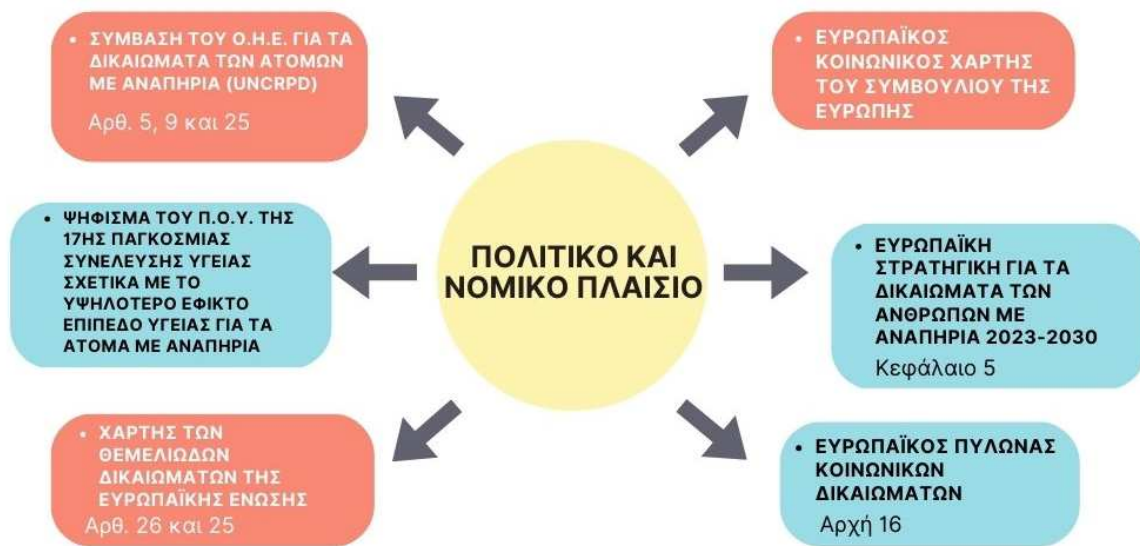 • ΣΥΜΒΑΣΗ ΤΟΥ Ο.Η.Ε. ΓΙΑ ΤΑ
ΔΙΚΑΙΩΜΑΤΑ ΤΩΝ ΑΤΟΜΩΝ
ΜΕ ΑΝΑΠΗΡΙΑ (UNCRPD)
Αρθ. 5, 9 και 25
• ΕΥΡΩΠΑΪΚΟΣ
ΚΟΙΝΩΝΙΚΟΣ ΧΑΡΤΗΣ
ΤΟΥ ΣΥΜΒΟΥΛΙΟΥ ΤΗΣ
ΕΥΡΩΠΗΣ
• ΨΗΦΙΣΜΑ ΤΟΥ Π.Ο.Υ. ΤΗΣ
17ΗΣ ΠΑΓΚΟΣΜΙΑΣ
ΣΥΝΕΛΕΥΣΗΣ ΥΓΕΙΑΣ
ΣΧΕΤΙΚΑ ΜΕ ΤΟ
ΥΨΗΛΟΤΕΡΟ ΕΦΙΚΤΟ
ΕΠΙΠΕΔΟ ΥΓΕΙΑΣ ΓΙΑ ΤΑ
ΑΤΟΜΑ ΜΕ ΑΝΑΠΗΡΙΑ
ΠΟΛΙΤΙΚΟ ΚΑΙ
ΝΟΜΙΚΟ ΠΛΑΙΣΙΟ
• ΕΥΡΩΠΑΪΚΗ
ΣΤΡΑΤΗΓΙΚΗ ΓΙΑ ΤΑ
ΔΙΚΑΙΩΜΑΤΑ ΤΩΝ
ΑΝΘΡΩΠΩΝ ΜΕ
ΑΝΑΠΗΡΙΑ 2023-2030
Κεφάλαιο 5
• ΧΑΡΤΗΣ ΤΩΝ
ΘΕΜΕΛΙΩΔΩΝ
ΔΙΚΑΙΩΜΑΤΩΝ ΤΗΣ
ΕΥΡΩΠΑΪΚΗΣ ΕΝΩΣΗΣ
Αρθ. 26 και 25
• ΕΥΡΩΠΑΪΚΟΣ ΠΥΛΩΝΑΣ
ΚΟΙΝΩΝΙΚΩΝ
ΔΙΚΑΙΩΜΑΤΩΝ
Αρχή 16